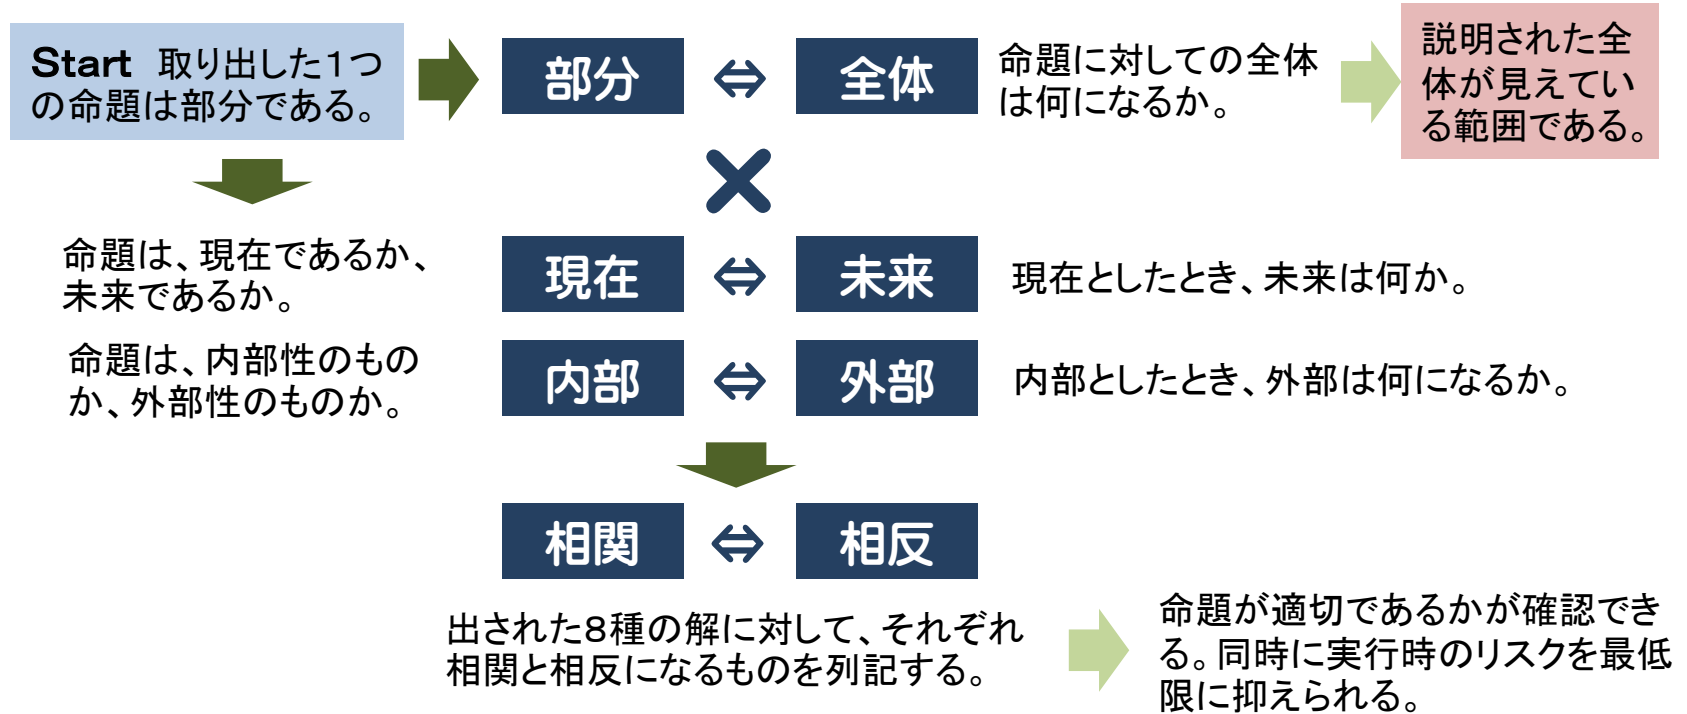 Start 取り出した１つ
の命題は部分である。
部分
全体
命題に対しての全体
は何になるか。
説明された全
体が見えてい
る範囲である。
命題は、現在であるか、
未来であるか。
現在
未来
現在としたとき、未来は何か。
命題は、内部性のもの
か、外部性のものか。
内部
外部
内部としたとき、外部は何になるか。
相関
相反
出された８種の解に対して、それぞれ
相関と相反になるものを列記する。
命題が適切であるかが確認でき
る。同時に実行時のリスクを最低
限に抑えられる。